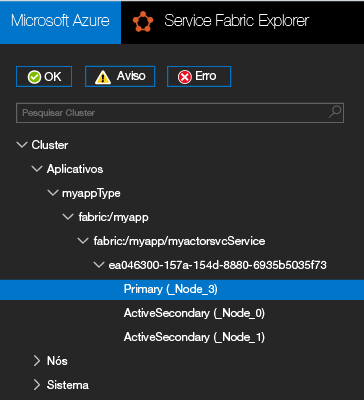 Microsoft Azure Service Fabric Explorer
OK Aviso Erro
Pesquisar Cluster
Cluster
Aplicativos
myappType
fabric:/myapp
fabric:/myapp/myactorsvcService
ea046300-157a-154d-8880-6935b5035f73
Primary (_Node_3)
ActiveSecondary (_Node_0)
ActiveSecondary (_Node_1)
Nós
Sistema